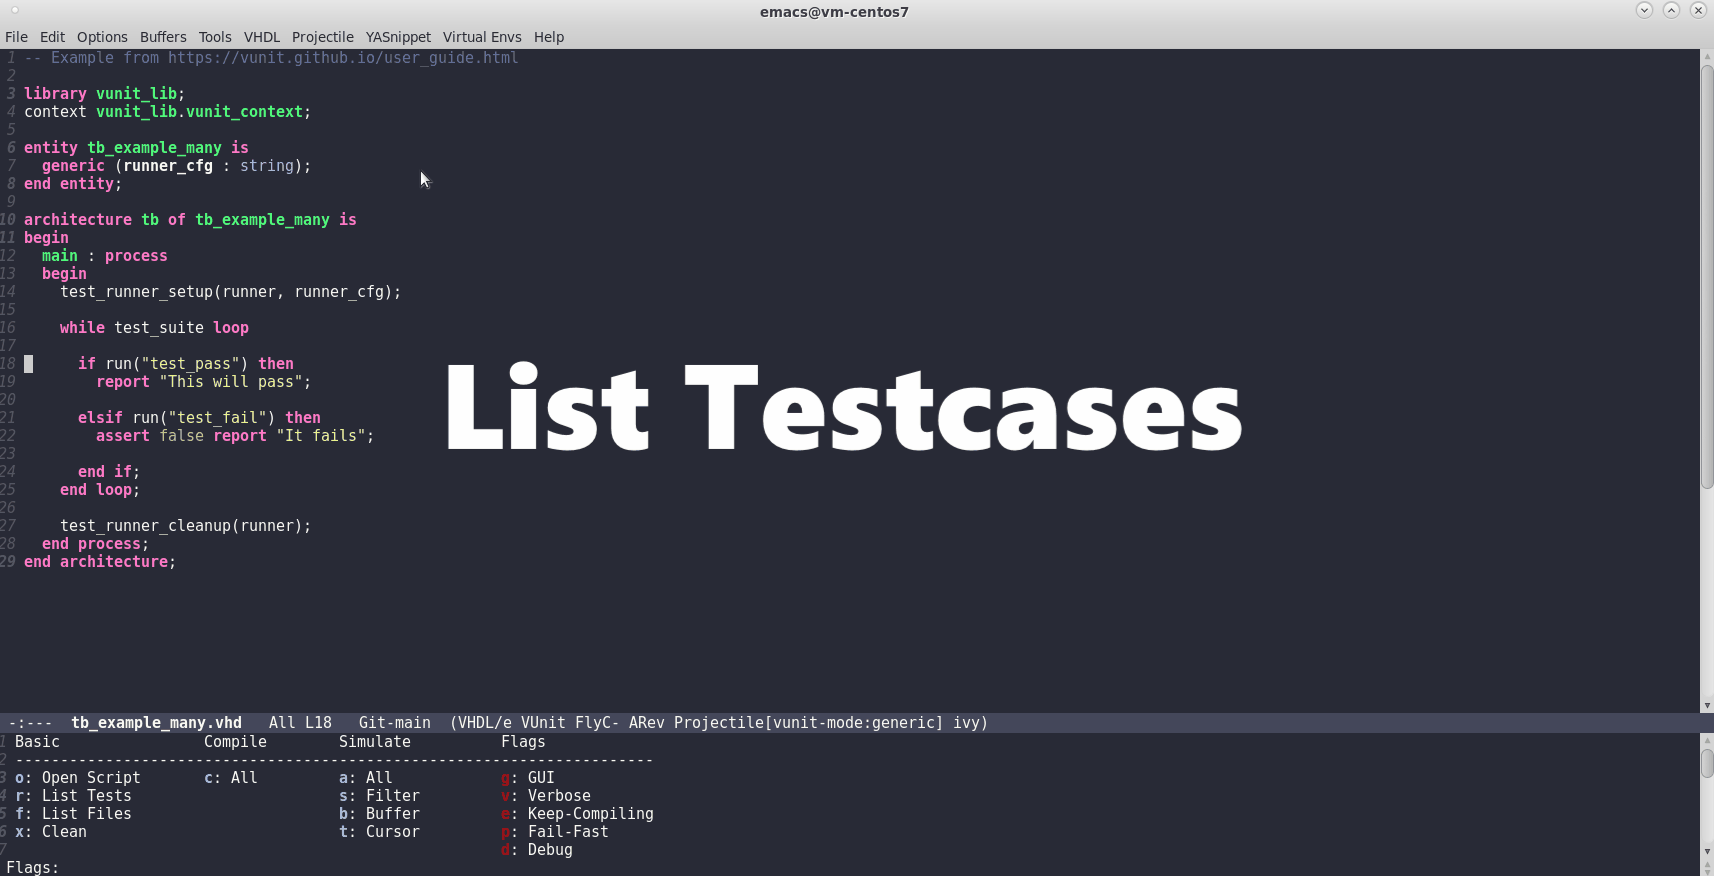 emacs@vm-centos7
File Edit Options Buffers Tools VHDL Projectile YASnippet Virtual Envs Help
1 -- Example from https://vunit.github.io/user_guide.html
2
3 library vunit_lib;
4 context vunit_lib.vunit_context;
5
6 entity tb_example_many is
7   generic (runner_cfg : string);
8 end entity;
9
10 architecture tb of tb_example_many is
11 begin
12   main : process
13   begin
14     test_runner_setup(runner, runner_cfg);
15
16     while test_suite loop
17
18       if run("test_pass") then
19         report "This will pass";
20
21       elsif run("test_fail") then
22         assert false report "It fails";
23
24       end if;
25     end loop;
26
27     test_runner_cleanup(runner);
28   end process;
29 end architecture;
List Testcases
-:---  tb_example_many.vhd   All L18   Git-main  (VHDL/e VUnit FlyC- ARev Projectile[vunit-mode:generic] ivy)
1 Basic                Compile        Simulate          Flags
2 -----------------------------------------------------------------------
3 o: Open Script       c: All         a: All            g: GUI
4 r: List Tests                       s: Filter         v: Verbose
5 f: List Files                       b: Buffer         e: Keep-Compiling
6 x: Clean                            t: Cursor         p: Fail-Fast
7                                                       d: Debug
Flags: